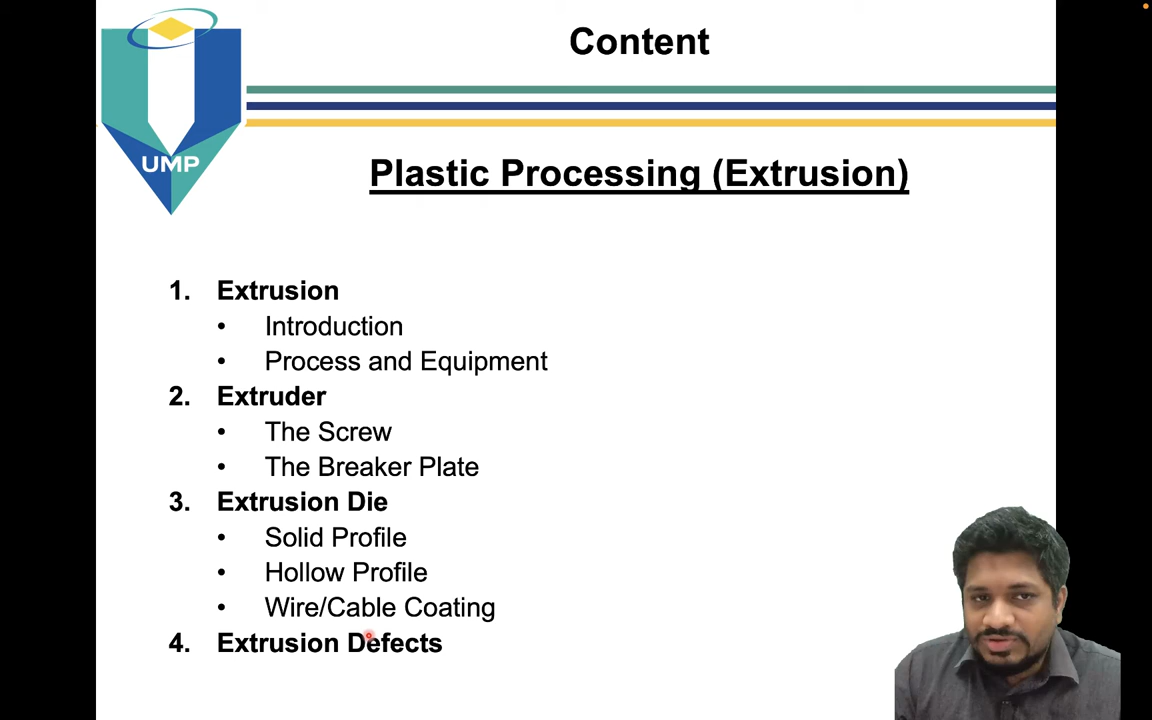 Content
UMP
Plastic Processing (Extrusion)
1. Extrusion
• Introduction
• Process and Equipment
2. Extruder
• The Screw
• The Breaker Plate
3. Extrusion Die
• Solid Profile
• Hollow Profile
• Wire/Cable Coating
4. Extrusion Defects